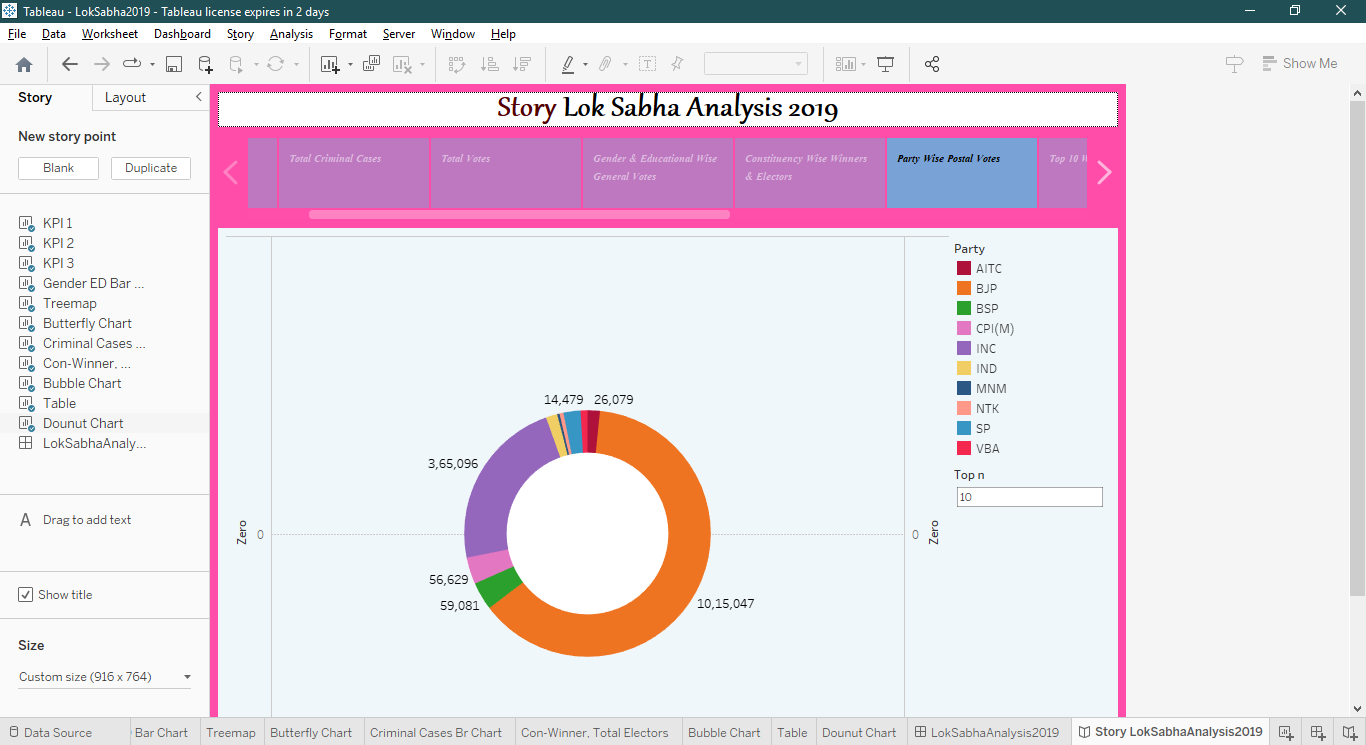 Tableau - LokSabha2019 - Tableau license expires in 2 days
File Data Worksheet Dashboard Story Analysis Format Server Window Help
Show Me
Story Layout
New story point
Blank Duplicate
KPI 1
KPI 2
KPI 3
Gender ED Bar ...
Treemap
Butterfly Chart
Criminal Cases ...
Con-Winner, ...
Bubble Chart
Table
Dounut Chart
LokSabhaAnaly...
A Drag to add text
Show title
Size
Custom size (916 x 764)
Story Lok Sabha Analysis 2019
Total Criminal Cases
Total Votes
Gender & Educational Wise
General Votes
Constituency Wise Winners
& Electors
Party Wise Postal Votes
Top 10 W
14,479 26,079
3,65,096
56,629
59,081
10,15,047
Zero 0
0 Zero
Party
AITC
BJP
BSP
CPI(M)
INC
IND
MNM
NTK
SP
VBA
Top n
10
Data Source Bar Chart Treemap Butterfly Chart Criminal Cases Br Chart Con-Winner, Total Electors Bubble Chart Table Dounut Chart LokSabhaAnalysis2019 Story LokSabhaAnalysis2019